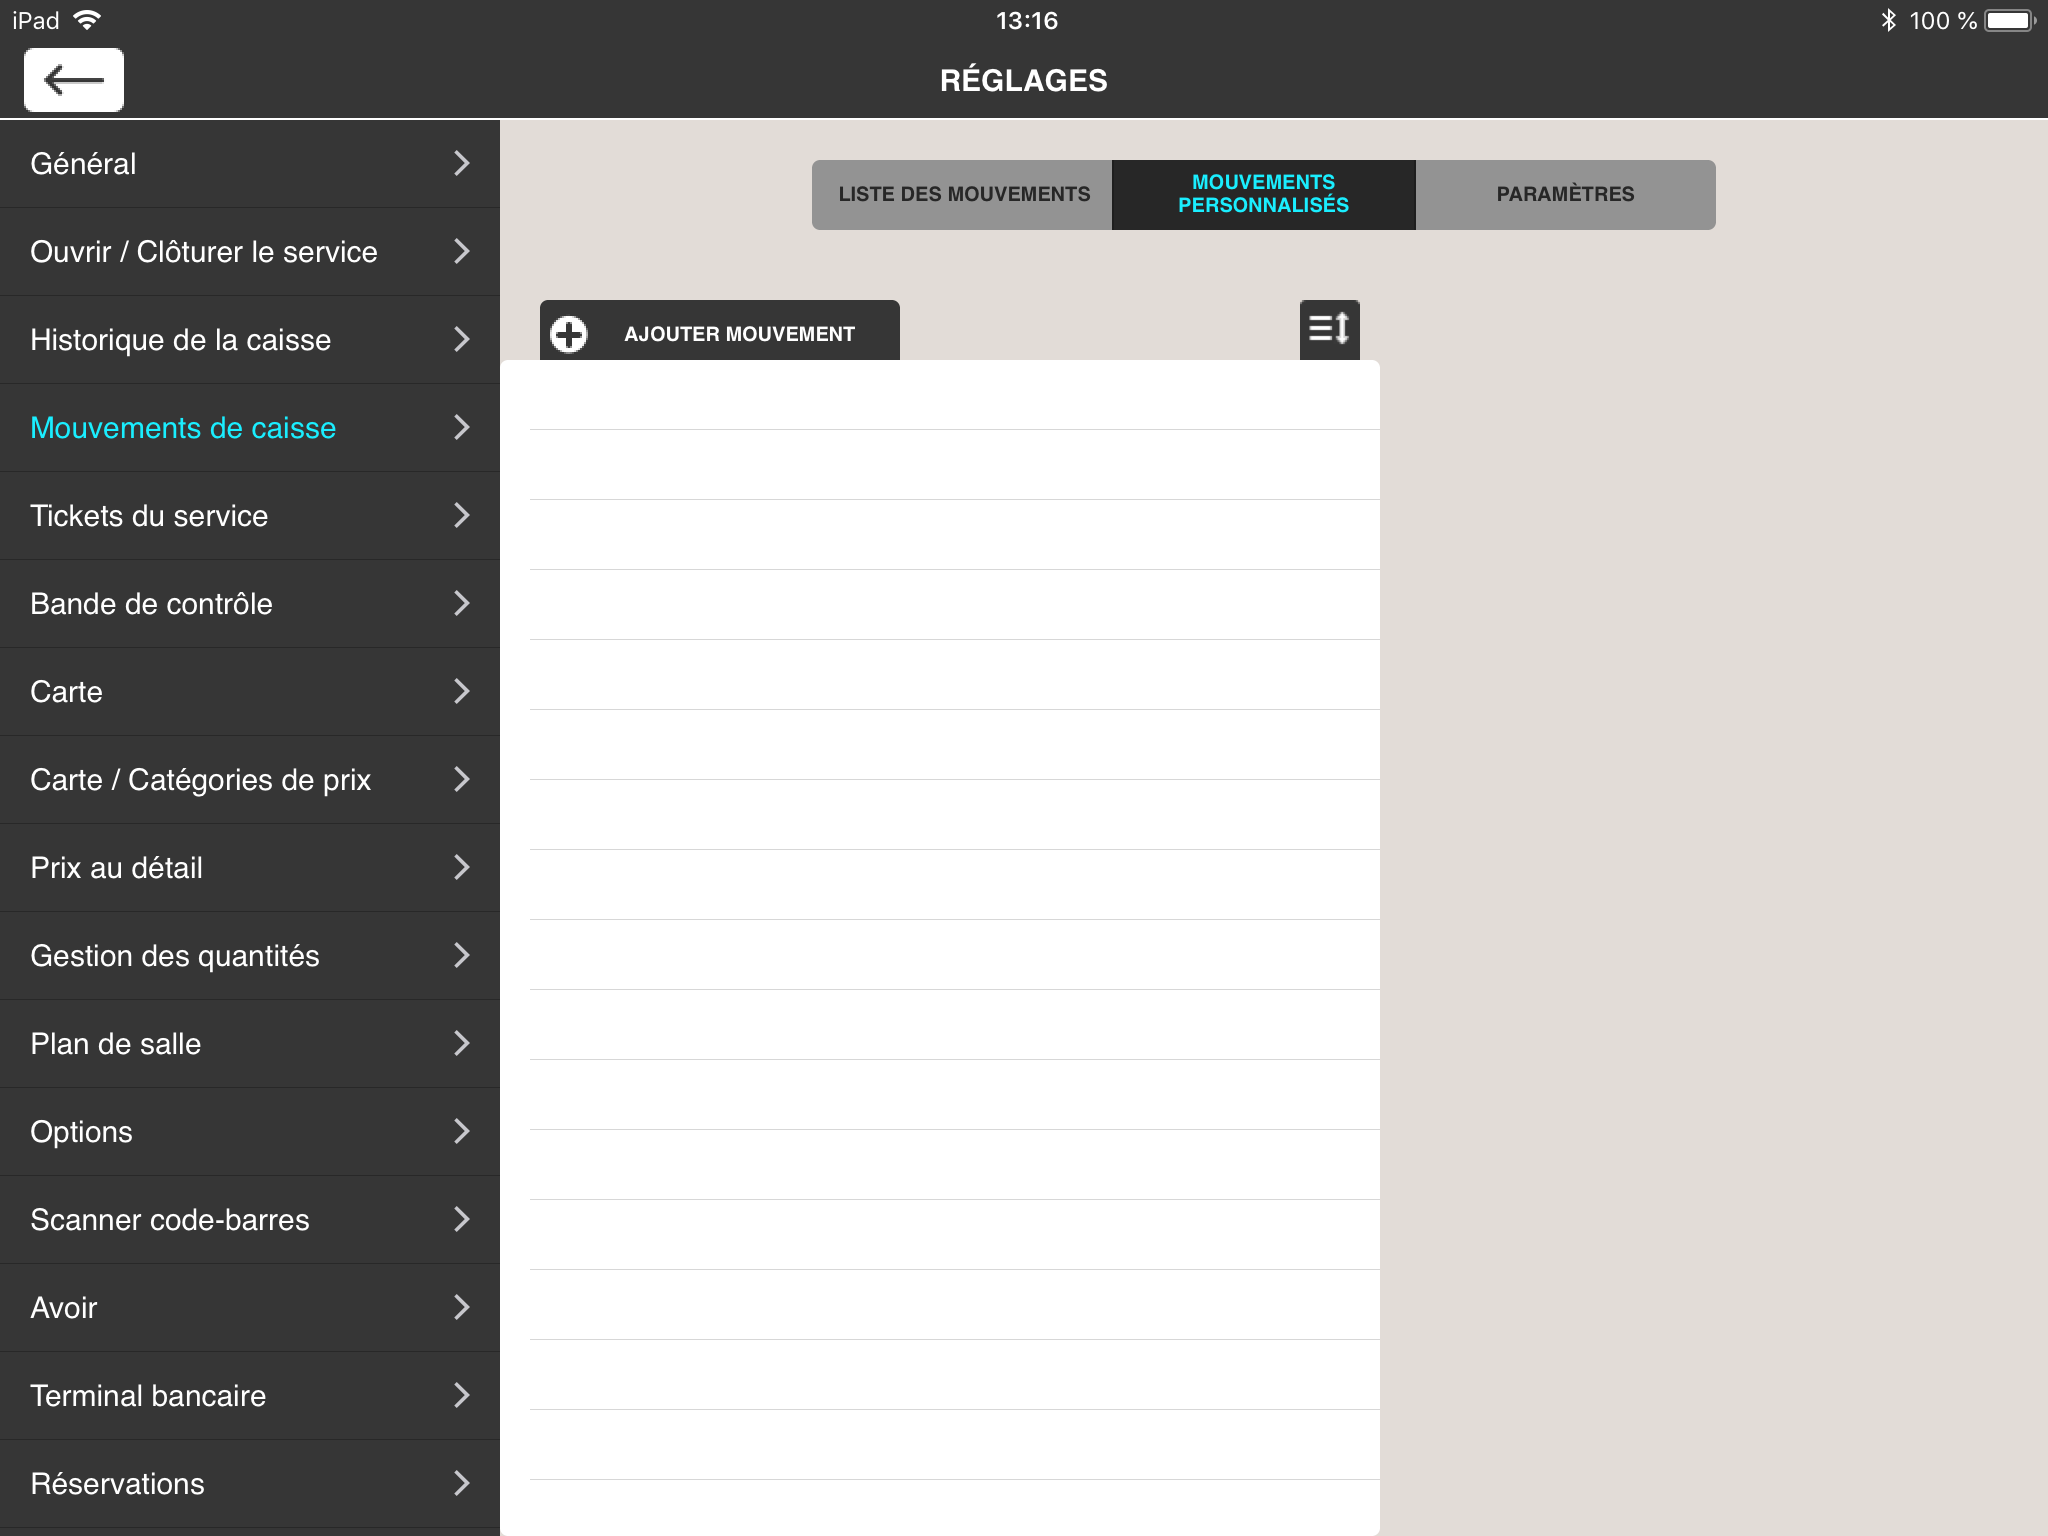 iPad
13:16
100 %
RÉGLAGES
Général
Ouvrir / Clôturer le service
Historique de la caisse
Mouvements de caisse
Tickets du service
Bande de contrôle
Carte
Carte / Catégories de prix
Prix au détail
Gestion des quantités
Plan de salle
Options
Scanner code-barres
Avoir
Terminal bancaire
Réservations
LISTE DES MOUVEMENTS
MOUVEMENTS
PERSONNALISÉS
PARAMÈTRES
AJOUTER MOUVEMENT